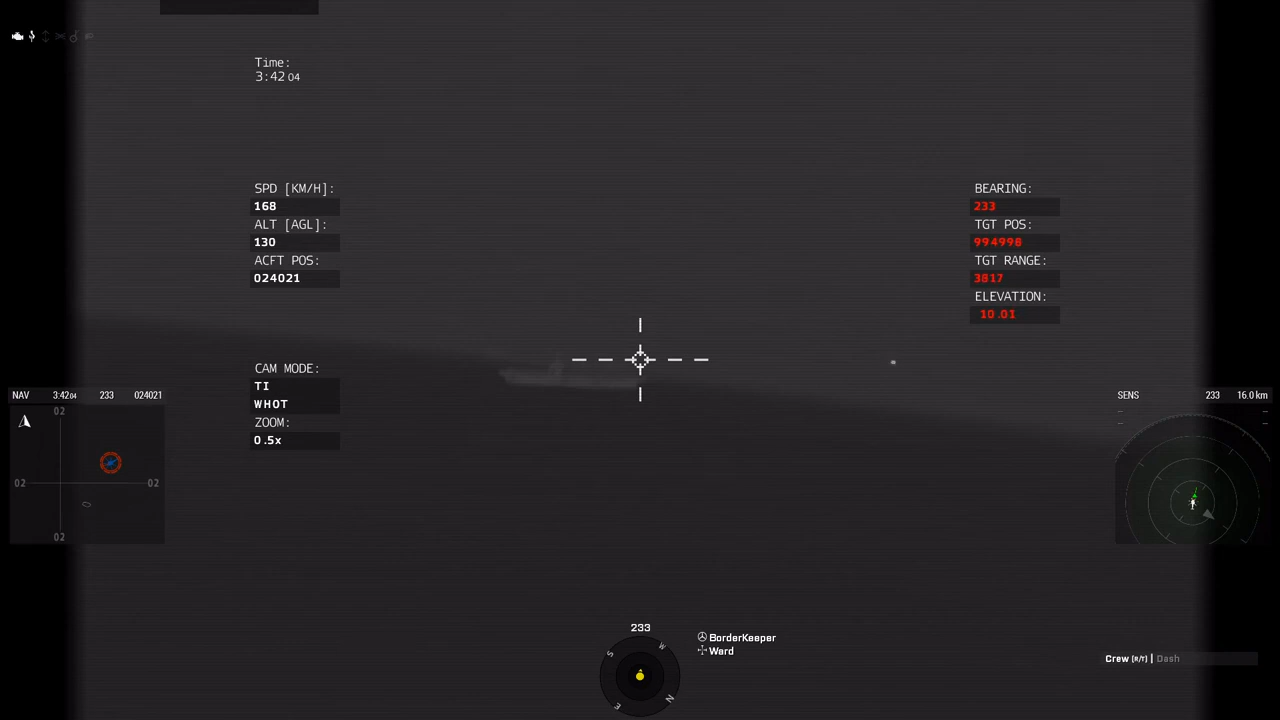 Time:
3:42 04
SPD [KM/H]:
168
ALT [AGL]:
130
ACFT POS:
024021
CAM MODE:
TI
WHOT
ZOOM:
0.5x
BEARING:
233
TGT POS:
994998
TGT RANGE:
3817
ELEVATION:
10.01
NAV 3:42 04 233 024021
02
02 02
02
SENS 233 16.0 km
233
S W
E N
BorderKeeper
Ward
Crew (R/T) | Dash